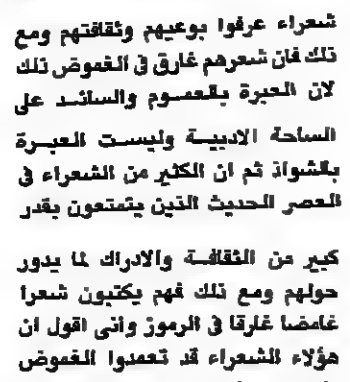 شعراء عرفوا بوعيهم وثقافتهم ومع
ذلك فان شعرهم غارق في الغموض ذلك
لان العبرة بالعموم والسائد على
الساحة الادبية وليست العبرة
بالشواذ ثم ان الكثير من الشعراء في
العصر الحديث الذين يتمتعون بقدر
كبير من الثقافة والادراك لما يدور
حولهم ومع ذلك فهم يكتبون شعرا
غامضا غارقا في الرموز وأنى اقول ان
هؤلاء الشعراء قد تعمدوا الغموض